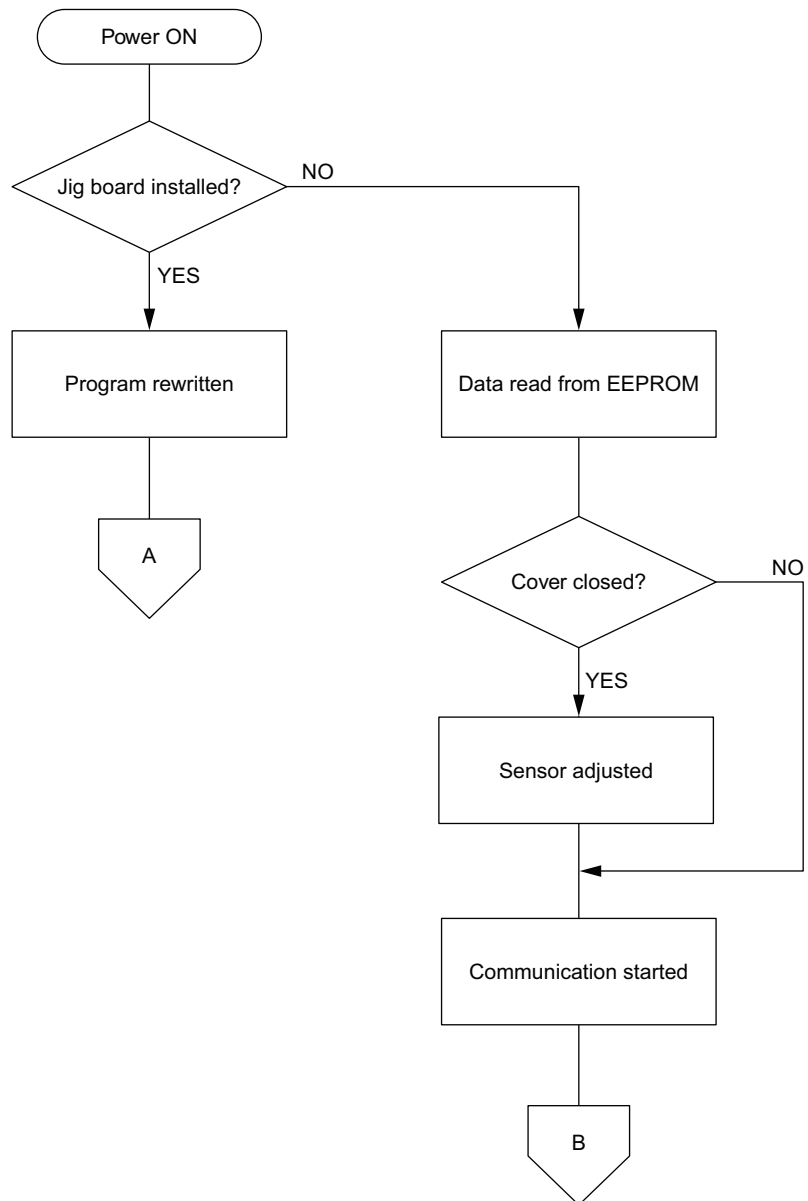 Power ON
Jig board installed?
NO
YES
Program rewritten
Data read from EEPROM
A
Cover closed?
NO
YES
Sensor adjusted
Communication started
B